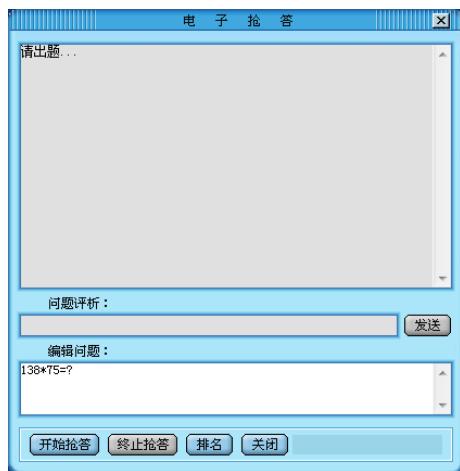 电 子 抢 答
请出题...
问题评析：
发送
编辑问题：
138*75=?
开始抢答 终止抢答 排名 关闭